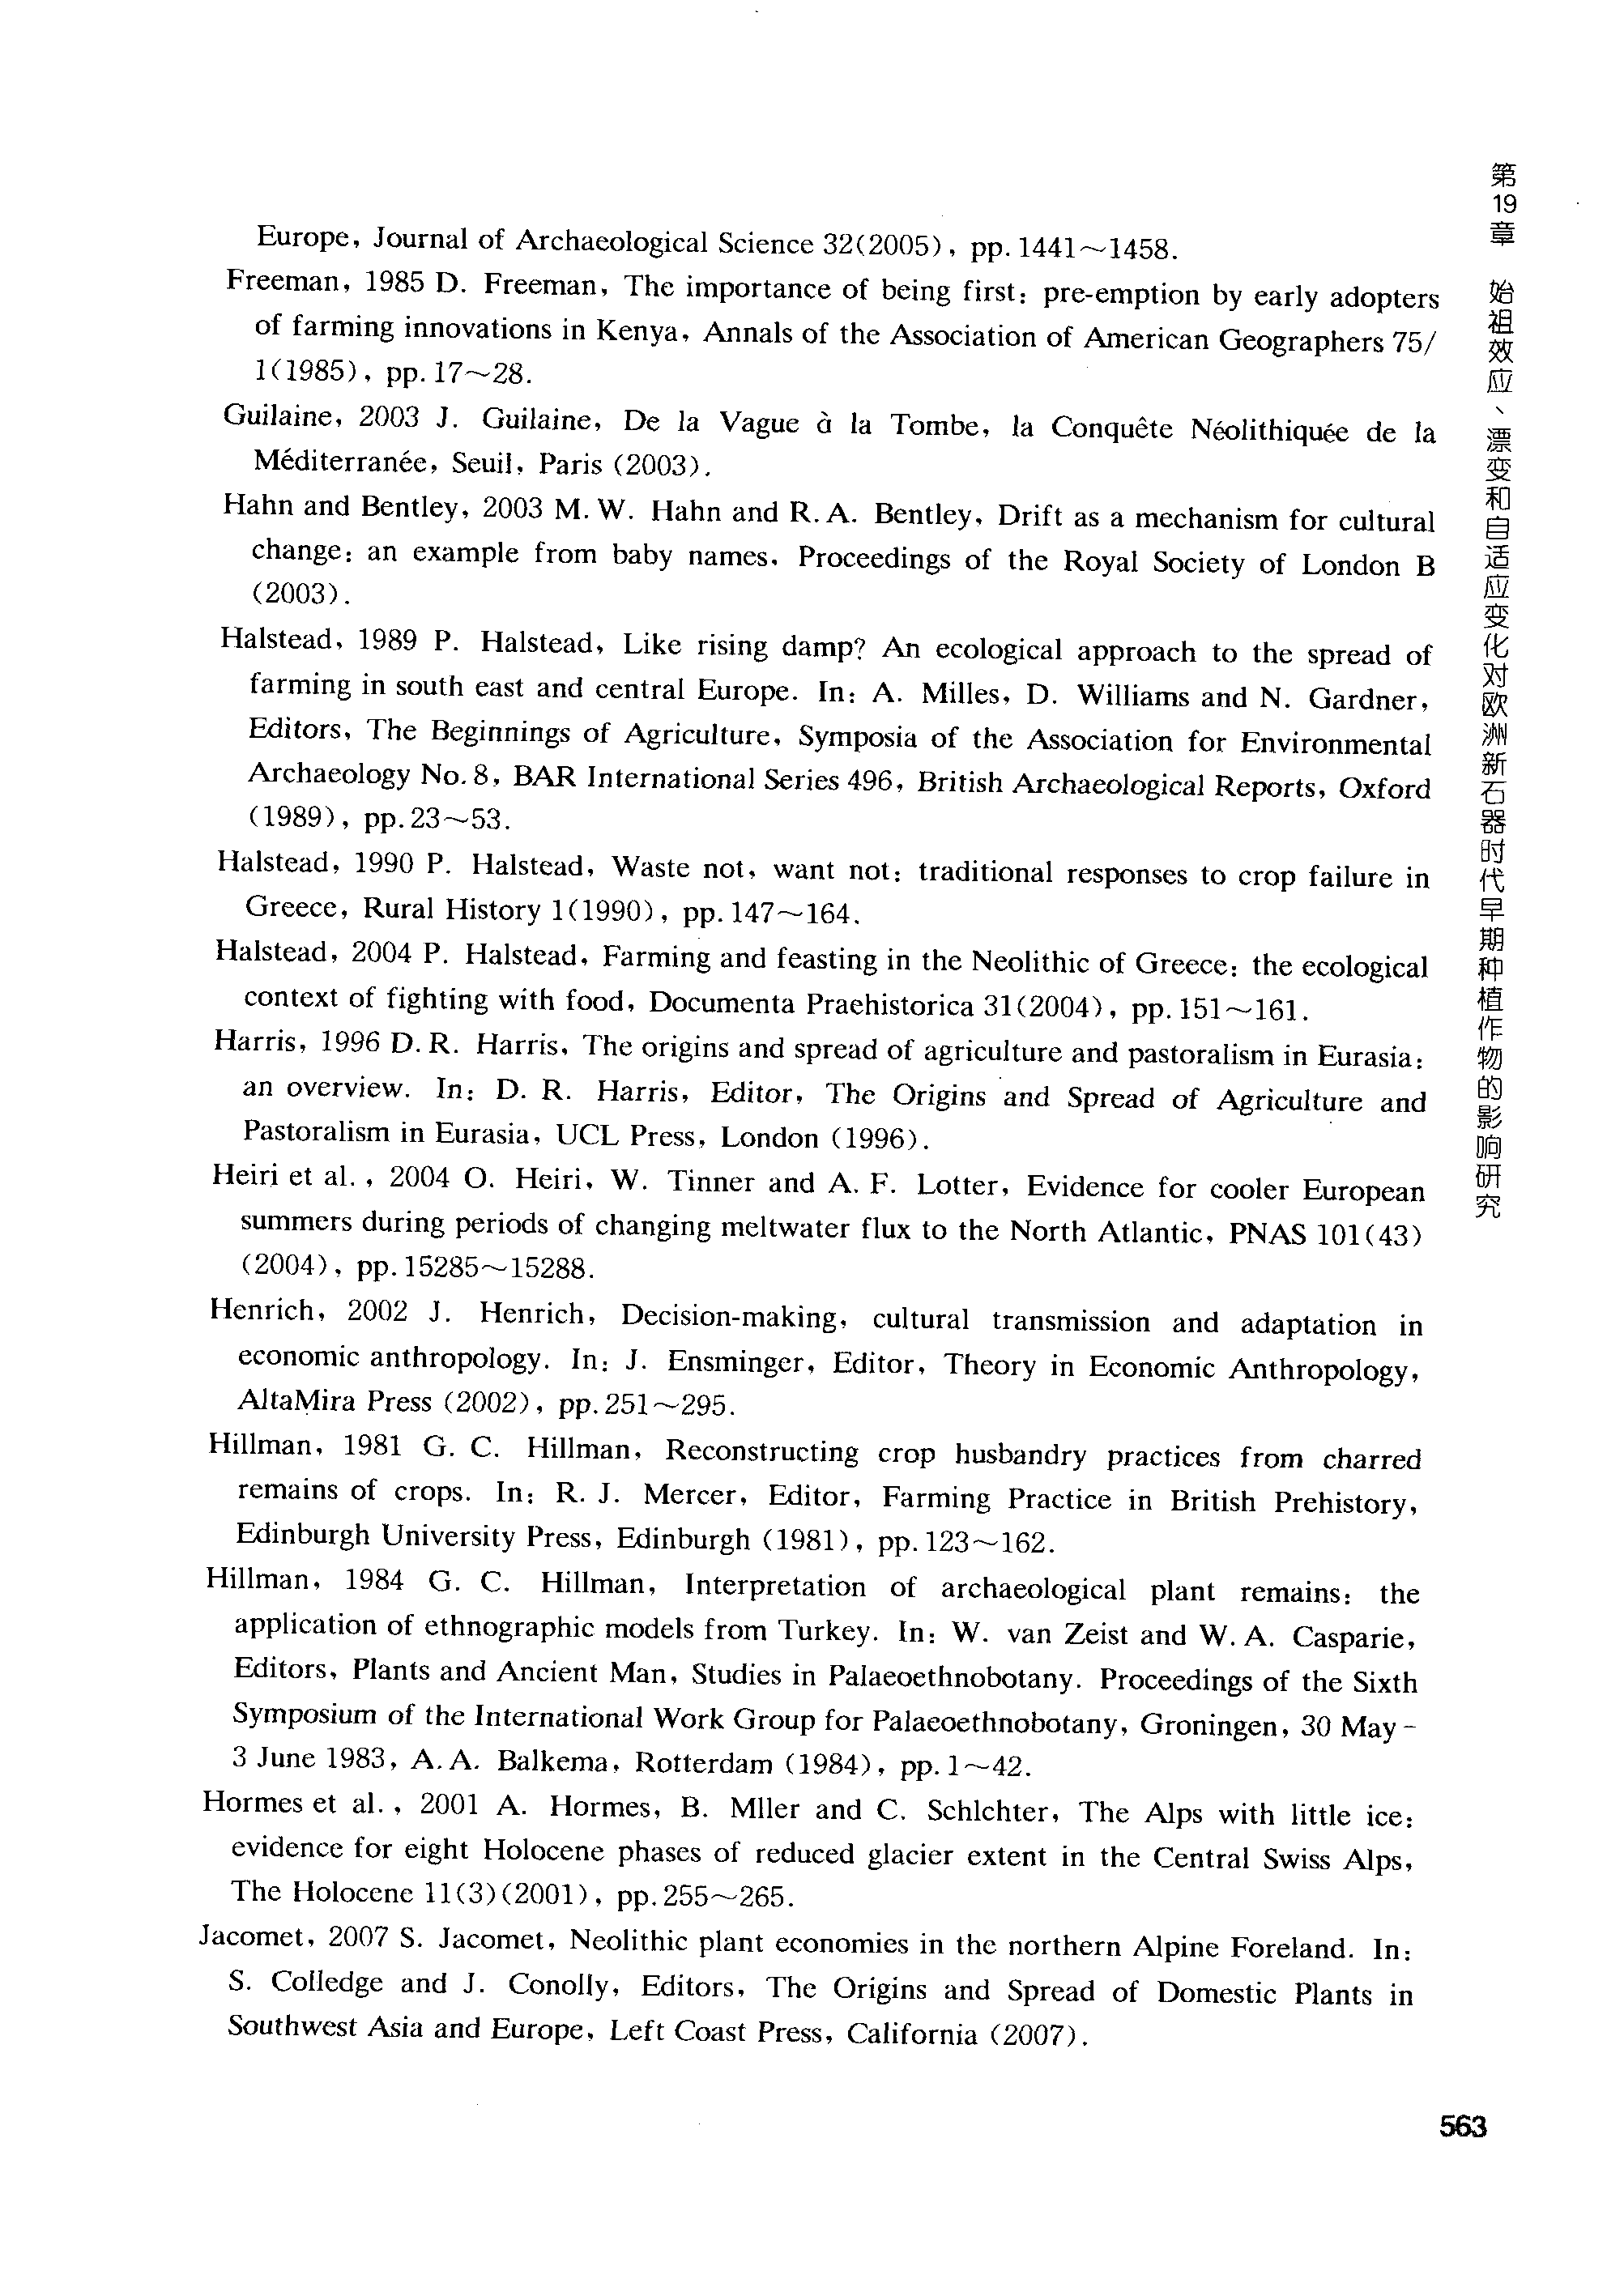 Europe, Journal of Archaeological Science 32(2005), pp. 1441～1458.
Freeman, 1985 D. Freeman, The importance of being first: pre-emption by early adopters
of farming innovations in Kenya, Annals of the Association of American Geographers 75/
1(1985), pp. 17～28.
Guilaine, 2003 J. Guilaine, De la Vague à la Tombe, la Conquête Néolithiquée de la
Méditerranée, Seuil, Paris (2003).
Hahn and Bentley, 2003 M. W. Hahn and R. A. Bentley, Drift as a mechanism for cultural
change: an example from baby names, Proceedings of the Royal Society of London B
(2003).
Halstead, 1989 P. Halstead, Like rising damp? An ecological approach to the spread of
farming in south east and central Europe. In: A. Milles, D. Williams and N. Gardner,
Editors, The Beginnings of Agriculture, Symposia of the Association for Environmental
Archaeology No. 8, BAR International Series 496, British Archaeological Reports, Oxford
(1989), pp. 23～53.
Halstead, 1990 P. Halstead, Waste not, want not: traditional responses to crop failure in
Greece, Rural History 1(1990), pp. 147～164.
Halstead, 2004 P. Halstead, Farming and feasting in the Neolithic of Greece: the ecological
context of fighting with food, Documenta Praehistorica 31(2004), pp. 151～161.
Harris, 1996 D. R. Harris, The origins and spread of agriculture and pastoralism in Eurasia:
an overview. In: D. R. Harris, Editor, The Origins and Spread of Agriculture and
Pastoralism in Eurasia, UCL Press, London (1996).
Heiri et al., 2004 O. Heiri, W. Tinner and A. F. Lotter, Evidence for cooler European
summers during periods of changing meltwater flux to the North Atlantic, PNAS 101(43)
(2004), pp. 15285～15288.
Henrich, 2002 J. Henrich, Decision-making, cultural transmission and adaptation in
economic anthropology. In: J. Ensminger, Editor, Theory in Economic Anthropology,
AltaMira Press (2002), pp. 251～295.
Hillman, 1981 G. C. Hillman, Reconstructing crop husbandry practices from charred
remains of crops. In: R. J. Mercer, Editor, Farming Practice in British Prehistory,
Edinburgh University Press, Edinburgh (1981), pp. 123～162.
Hillman, 1984 G. C. Hillman, Interpretation of archaeological plant remains: the
application of ethnographic models from Turkey. In: W. van Zeist and W. A. Casparie,
Editors, Plants and Ancient Man, Studies in Palaeoethnobotany. Proceedings of the Sixth
Symposium of the International Work Group for Palaeoethnobotany, Groningen, 30 May -
3 June 1983, A. A. Balkema, Rotterdam (1984), pp. 1～42.
Hormes et al., 2001 A. Hormes, B. Mller and C. Schlchter, The Alps with little ice:
evidence for eight Holocene phases of reduced glacier extent in the Central Swiss Alps,
The Holocene 11(3)(2001), pp. 255～265.
Jacomet, 2007 S. Jacomet, Neolithic plant economies in the northern Alpine Foreland. In:
S. Colledge and J. Conolly, Editors, The Origins and Spread of Domestic Plants in
Southwest Asia and Europe, Left Coast Press, California (2007).
第19章 始祖效应、漂变和自适应变化对欧洲新石器时代早期种植作物的影响研究
563